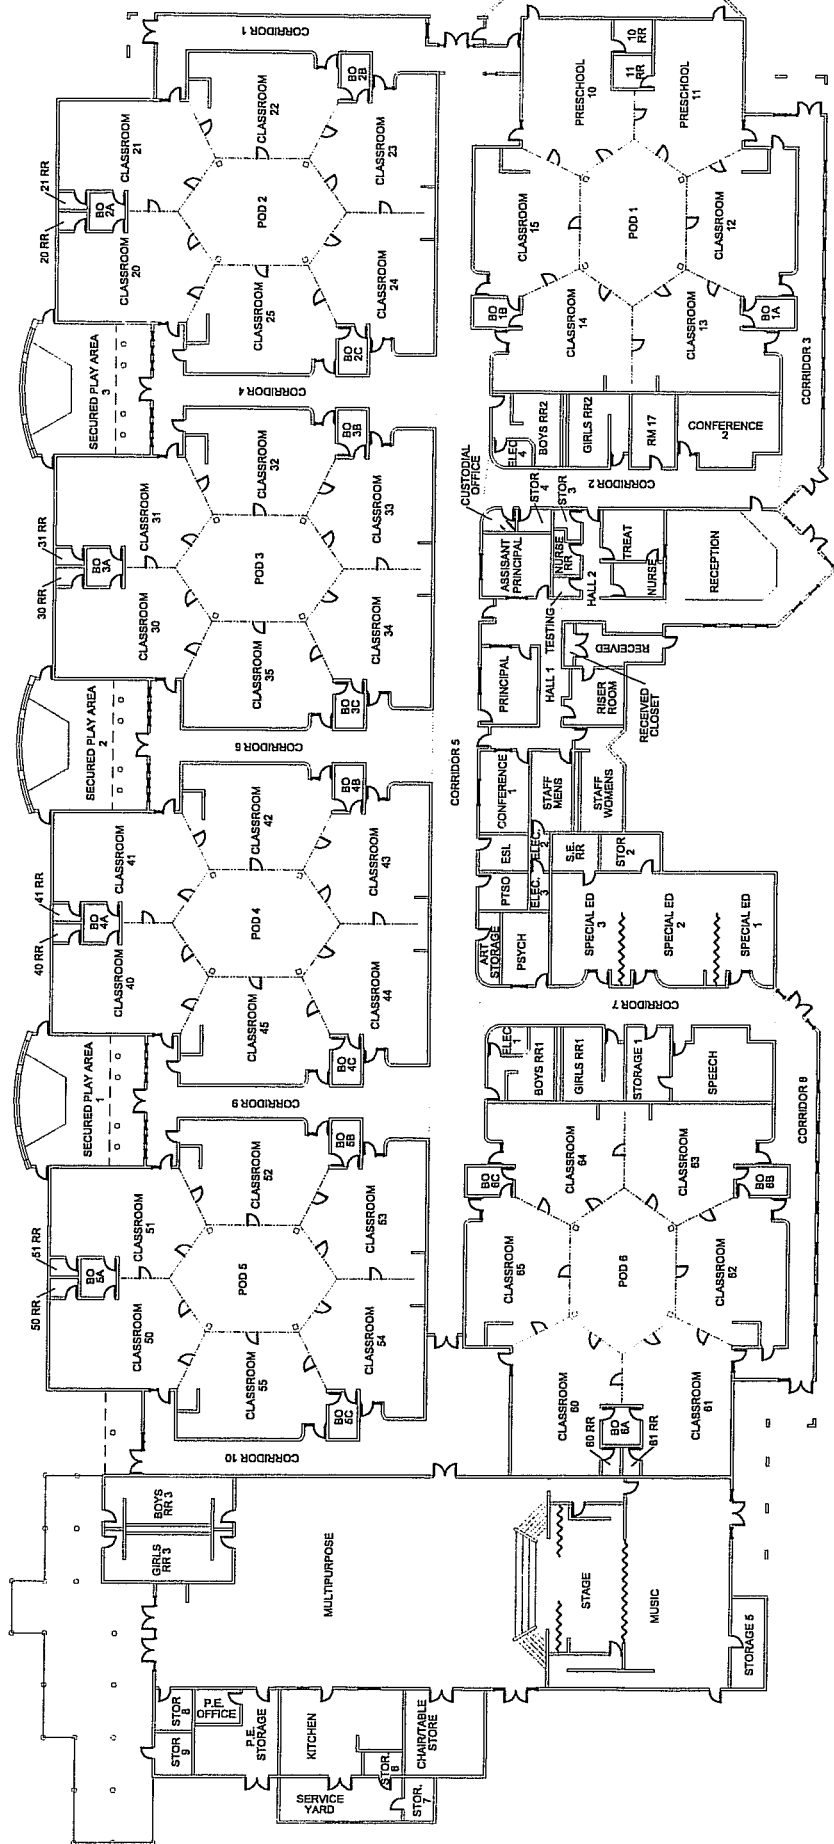 CORRIDOR 1
CLASSROOM
21
21 RR
BO
2A
20 RR
CLASSROOM
20
CLASSROOM
22
BO
2B
CLASSROOM
23
POD 2
CLASSROOM
25
CLASSROOM
24
BO
2C
SECURED PLAY AREA
3
CORRIDOR 4
CLASSROOM
31
31 RR
BO
3A
30 RR
CLASSROOM
30
CLASSROOM
32
BO
3B
CLASSROOM
33
POD 3
CLASSROOM
35
CLASSROOM
34
BO
3C
SECURED PLAY AREA
2
CORRIDOR 6
CLASSROOM
41
41 RR
BO
4A
40 RR
CLASSROOM
40
CLASSROOM
42
BO
4B
CLASSROOM
43
POD 4
CLASSROOM
45
CLASSROOM
44
BO
4C
SECURED PLAY AREA
1
CORRIDOR 9
CLASSROOM
51
51 RR
BO
5A
50 RR
CLASSROOM
50
CLASSROOM
52
BO
5B
CLASSROOM
53
POD 5
CLASSROOM
55
CLASSROOM
54
BO
5C
CORRIDOR 10
10
RR
11
RR
PRESCHOOL
10
PRESCHOOL
11
CLASSROOM
15
POD 1
CLASSROOM
12
BO
1B
CLASSROOM
14
CLASSROOM
13
BO
1A
CORRIDOR 3
ELEC
4
BOYS RR2
GIRLS RR2
RM 17
CONFERENCE
2
CORRIDOR 2
CUSTODIAL
OFFICE
STOR
4
STOR
3
ASSISANT
PRINCIPAL
NURSE
RR
TESTING
HALL 2
TREAT
NURSE
RECEPTION
PRINCIPAL
HALL 1
RECEIVED
RISER
ROOM
RECEIVED
CLOSET
CORRIDOR 5
CONFERENCE
1
STAFF
MENS
STAFF
WOMENS
ESL
ELEC.
2
S.E.
RR
STOR
2
PTSO
ELEC.
3
ART
STORAGE
PSYCH
SPECIAL ED
3
SPECIAL ED
2
SPECIAL ED
1
CORRIDOR 7
ELEC
1
BOYS RR1
GIRLS RR1
STORAGE 1
SPEECH
CORRIDOR 8
CLASSROOM
64
CLASSROOM
63
BO
6C
BO
6B
CLASSROOM
65
POD 6
CLASSROOM
62
CLASSROOM
60
BO
6A
60 RR
61 RR
CLASSROOM
61
BOYS
RR 3
GIRLS
RR 3
MULTIPURPOSE
STAGE
MUSIC
STORAGE 5
STOR
8
STOR
9
P.E.
OFFICE
P.E.
STORAGE
KITCHEN
STOR.
6
CHAIR/TABLE
STORE
SERVICE
YARD
STOR.
7